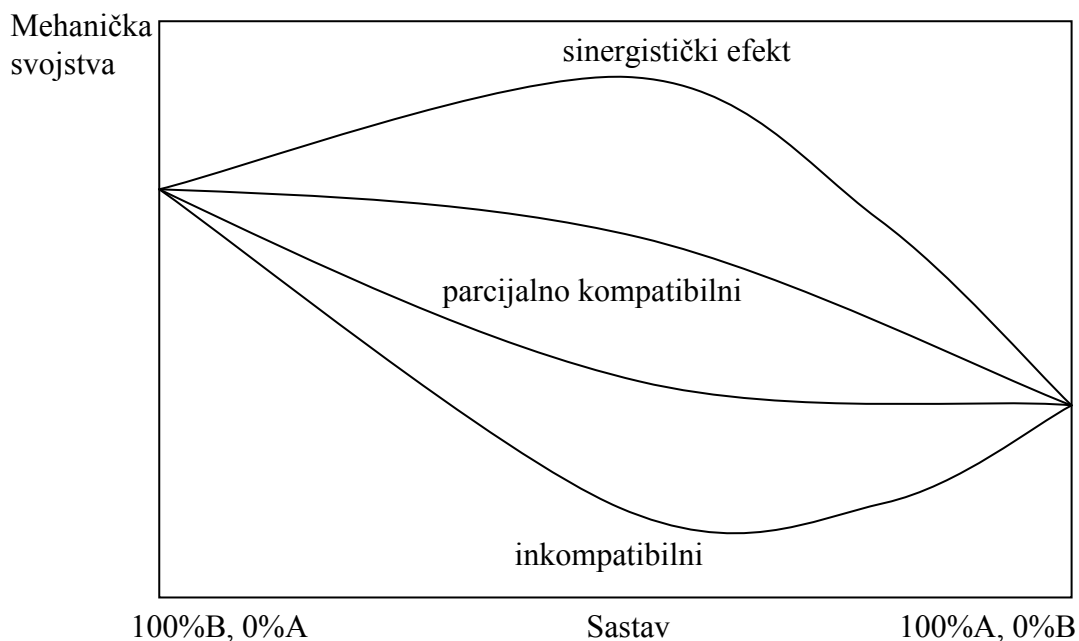 Mehanička
svojstva
sinergistički efekt
parcijalno kompatibilni
inkompatibilni
100%B, 0%A
Sastav
100%A, 0%B